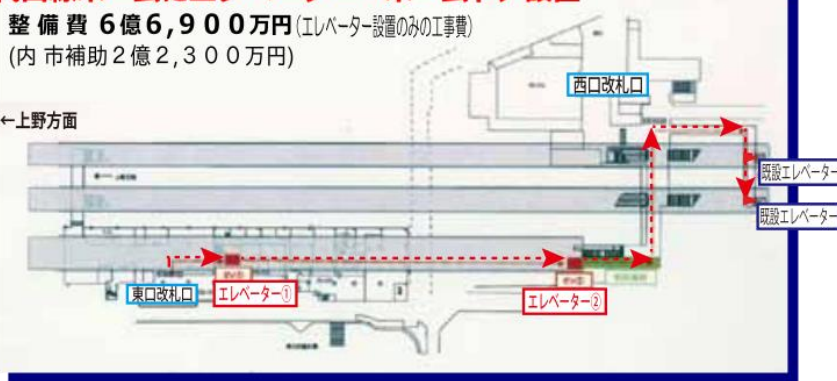 整備費 6億6,900万円(エレベーター設置のみの工事費)
(内 市補助2億2,300万円)
西口改札口
←上野方面
既設エレベーター
既設エレベーター
東口改札口
エレベーター①
エレベーター②